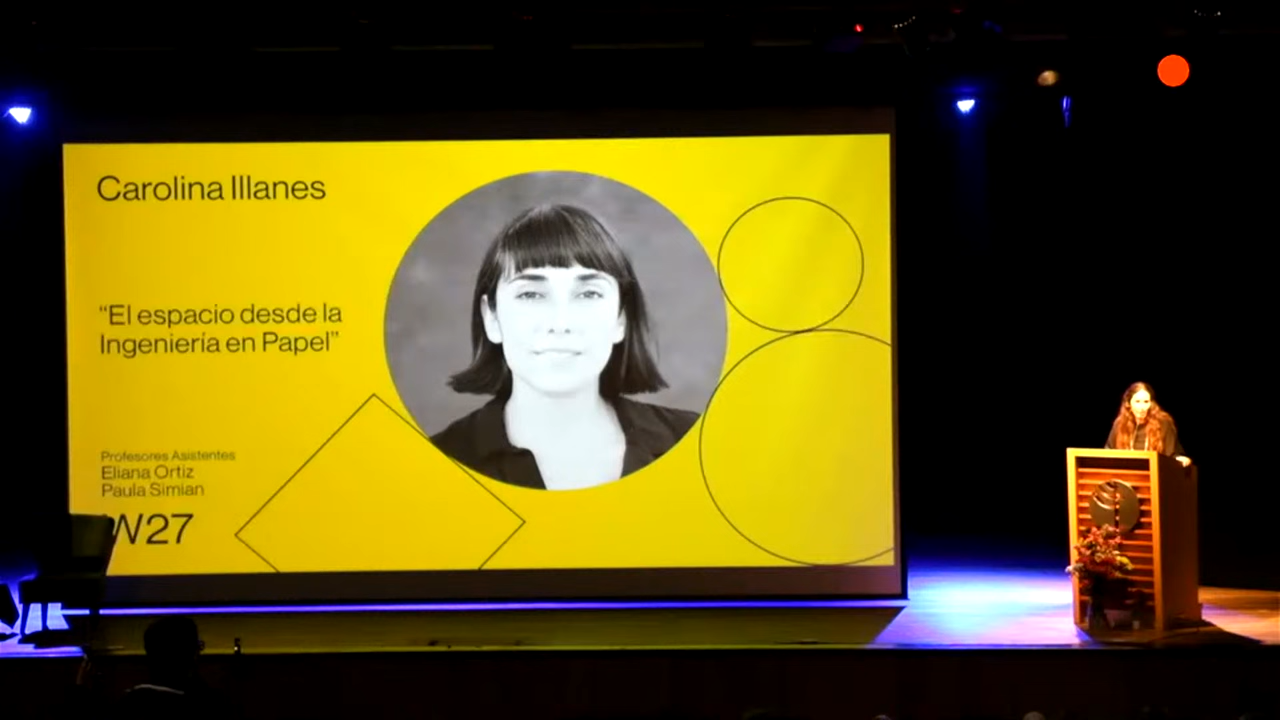 Carolina Illanes
“El espacio desde la
Ingeniería en Papel”
Profesores Asistentes
Eliana Ortiz
Paula Simian
W27